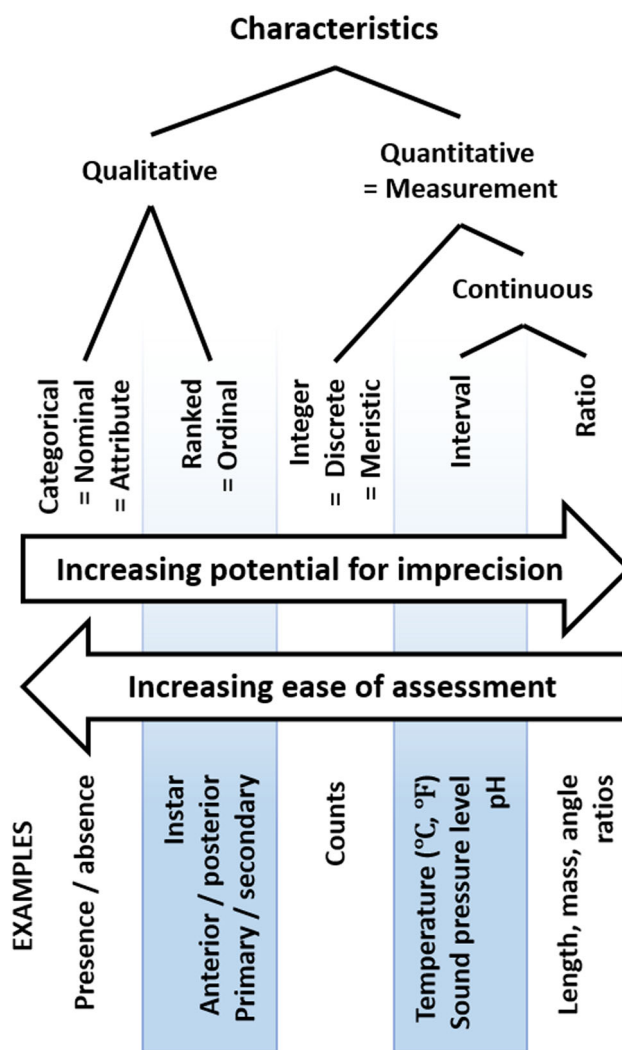 Characteristics
Qualitative
Quantitative
= Measurement
Continuous
Categorical
= Nominal
= Attribute
Ranked
= Ordinal
Integer
= Discrete
= Meristic
Interval
Ratio
Increasing potential for imprecision
Increasing ease of assessment
EXAMPLES
Presence / absence
Instar
Anterior / posterior
Primary / secondary
Counts
Temperature (°C, °F)
Sound pressure level
pH
Length, mass, angle
ratios